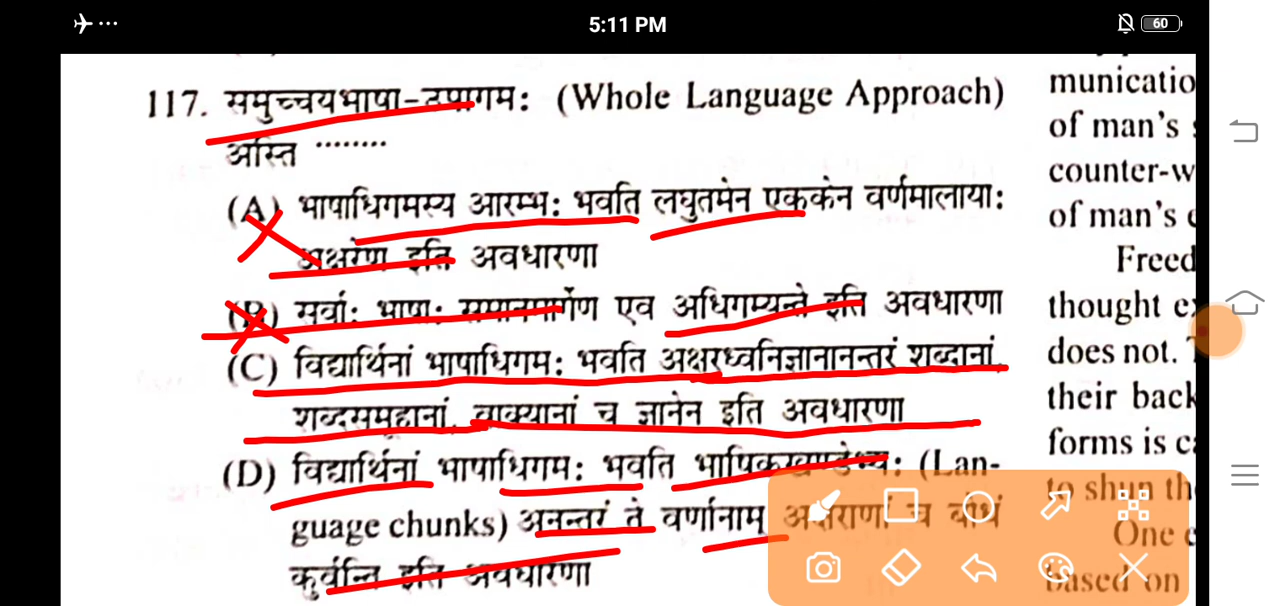 5:11 PM
60
117. समुच्चयभाषा-उपागमः (Whole Language Approach)
अस्ति ········
(A) भाषाधिगमस्य आरम्भः भवति लघुतमेन एककेन वर्णमालायाः
अक्षरेण इति अवधारणा
(B) सर्वाः भाषाः समानमार्गेण एव अधिगम्यन्ते इति अवधारणा
(C) विद्यार्थिनां भाषाधिगमः भवति अक्षरध्वनिज्ञानानन्तरं शब्दानां,
शब्दसमूहानां, वाक्यानां च ज्ञानेन इति अवधारणा
(D) विद्यार्थिनां भाषाधिगमः भवति भाषिकखण्डेभ्यः (Lan-
guage chunks) अनन्तरं ते वर्णानाम् अक्षराणां च बोधं
कुर्वन्ति इति अवधारणा
municatio
of man's
counter-w
of man's
Freed
thought e
does not.
their back
forms is c
to shun th
One
based on